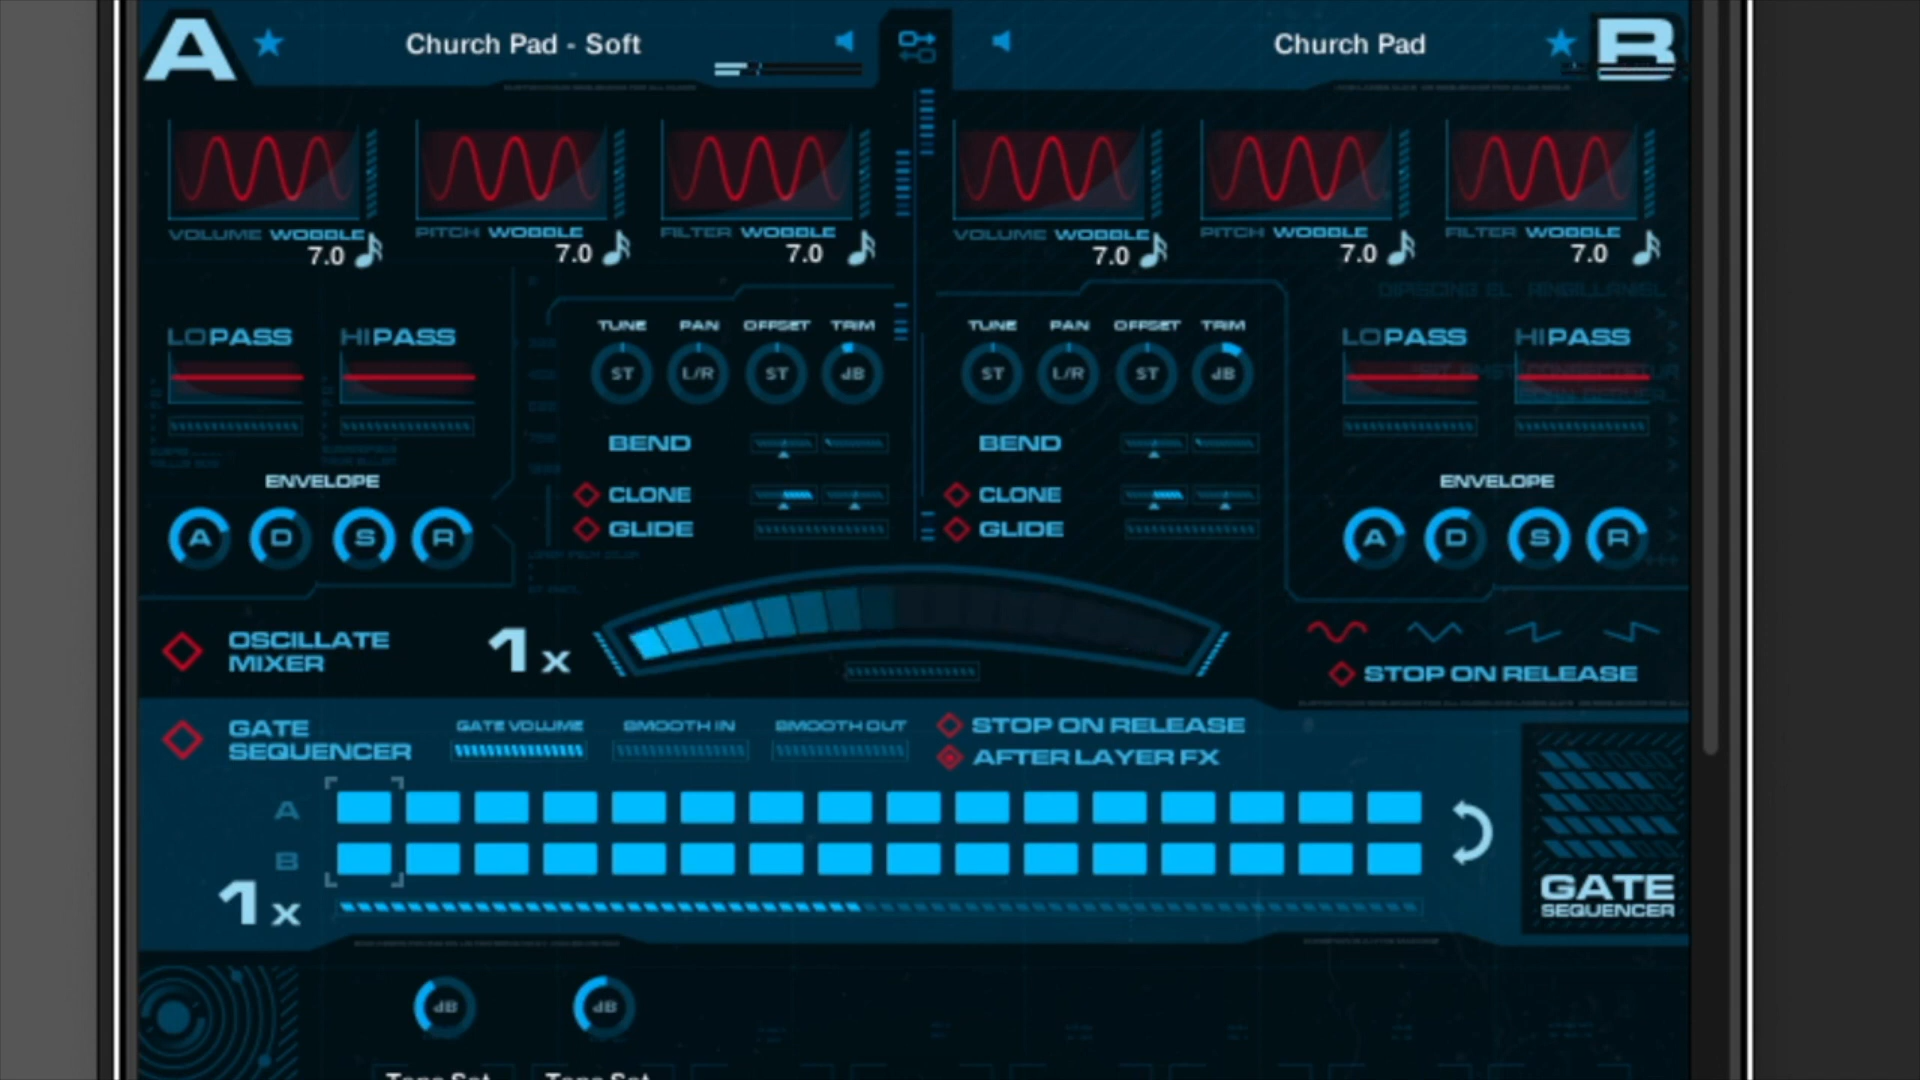 A
Church Pad - Soft
Church Pad
B
VOLUME WOBBLE
7.0
PITCH WOBBLE
7.0
FILTER WOBBLE
7.0
VOLUME WOBBLE
7.0
PITCH WOBBLE
7.0
FILTER WOBBLE
7.0
LOPASS
HIPASS
TUNE PAN OFFSET TRIM
ST L/R ST dB
TUNE PAN OFFSET TRIM
ST L/R ST dB
LOPASS
HIPASS
BEND
CLONE
GLIDE
BEND
CLONE
GLIDE
ENVELOPE
A D S R
ENVELOPE
A D S R
OSCILLATE
MIXER
1x
STOP ON RELEASE
GATE
SEQUENCER
GATE VOLUME
SMOOTH IN
SMOOTH OUT
STOP ON RELEASE
AFTER LAYER FX
A
B
1x
GATE
SEQUENCER
dB
dB